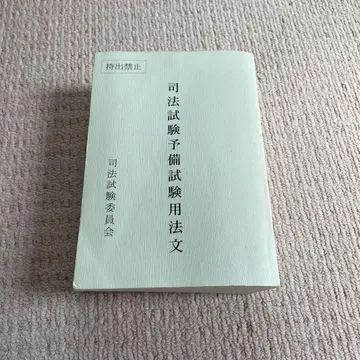 持出禁止
司法試験予備試験用法文
司法試験委員会